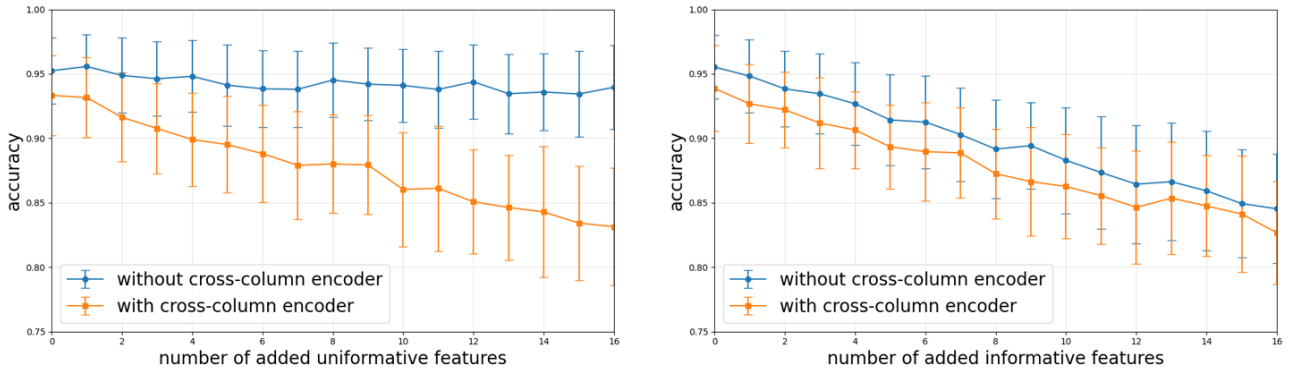 1.00
0.95
0.90
0.85
0.80
0.75
accuracy
without cross-column encoder
with cross-column encoder
0 2 4 6 8 10 12 14 16
number of added uniformative features
1.00
0.95
0.90
0.85
0.80
0.75
accuracy
without cross-column encoder
with cross-column encoder
0 2 4 6 8 10 12 14 16
number of added informative features